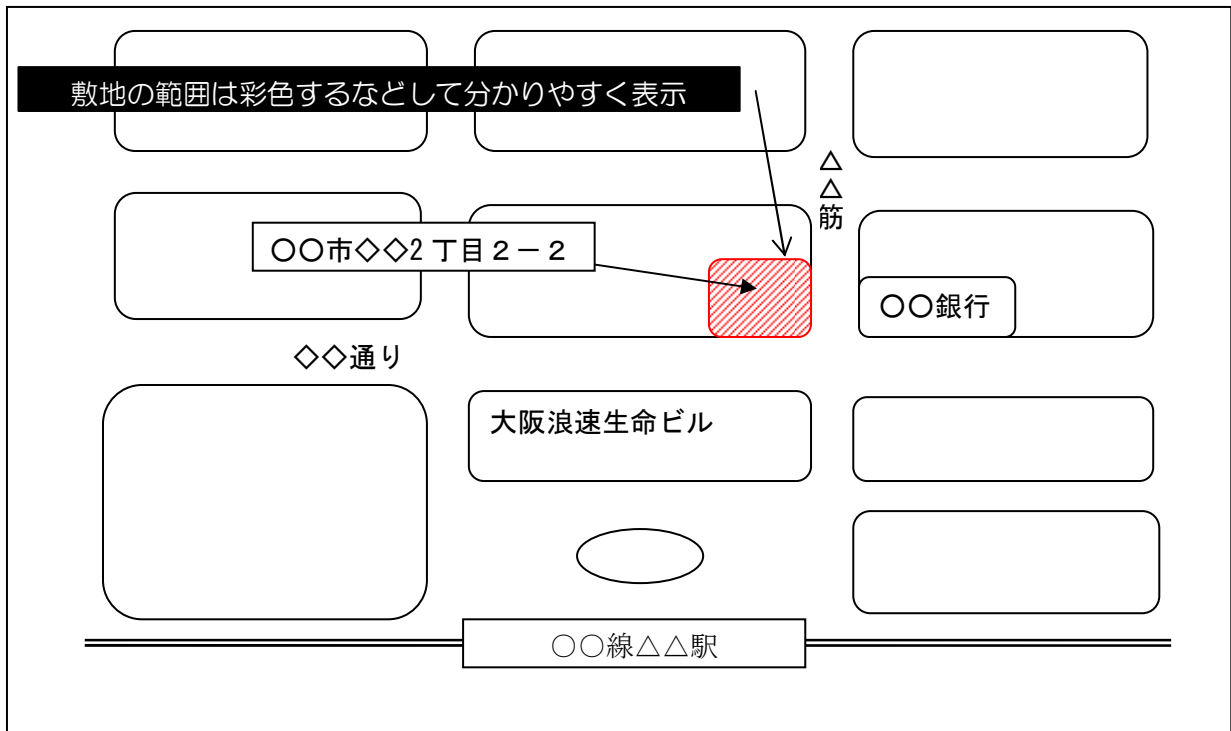 敷地の範囲は彩色するなどして分かりやすく表示
△△筋
〇〇市◇◇2丁目２－２
〇〇銀行
◇◇通り
大阪浪速生命ビル
○○線△△駅